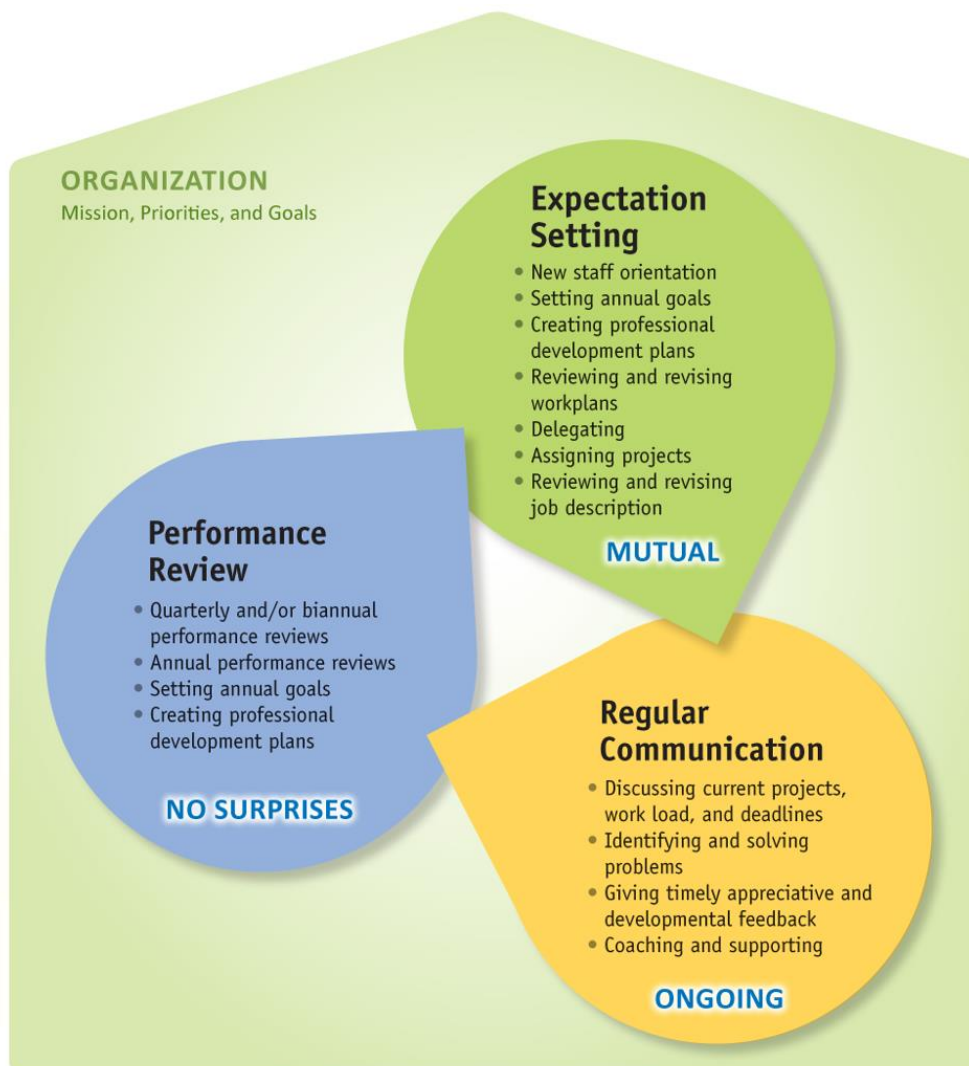 ORGANIZATION
Mission, Priorities, and Goals
Expectation
Setting
• New staff orientation
• Setting annual goals
• Creating professional
development plans
• Reviewing and revising
workplans
• Delegating
• Assigning projects
• Reviewing and revising
job description
MUTUAL
Performance
Review
• Quarterly and/or biannual
performance reviews
• Annual performance reviews
• Setting annual goals
• Creating professional
development plans
NO SURPRISES
Regular
Communication
• Discussing current projects,
work load, and deadlines
• Identifying and solving
problems
• Giving timely appreciative and
developmental feedback
• Coaching and supporting
ONGOING